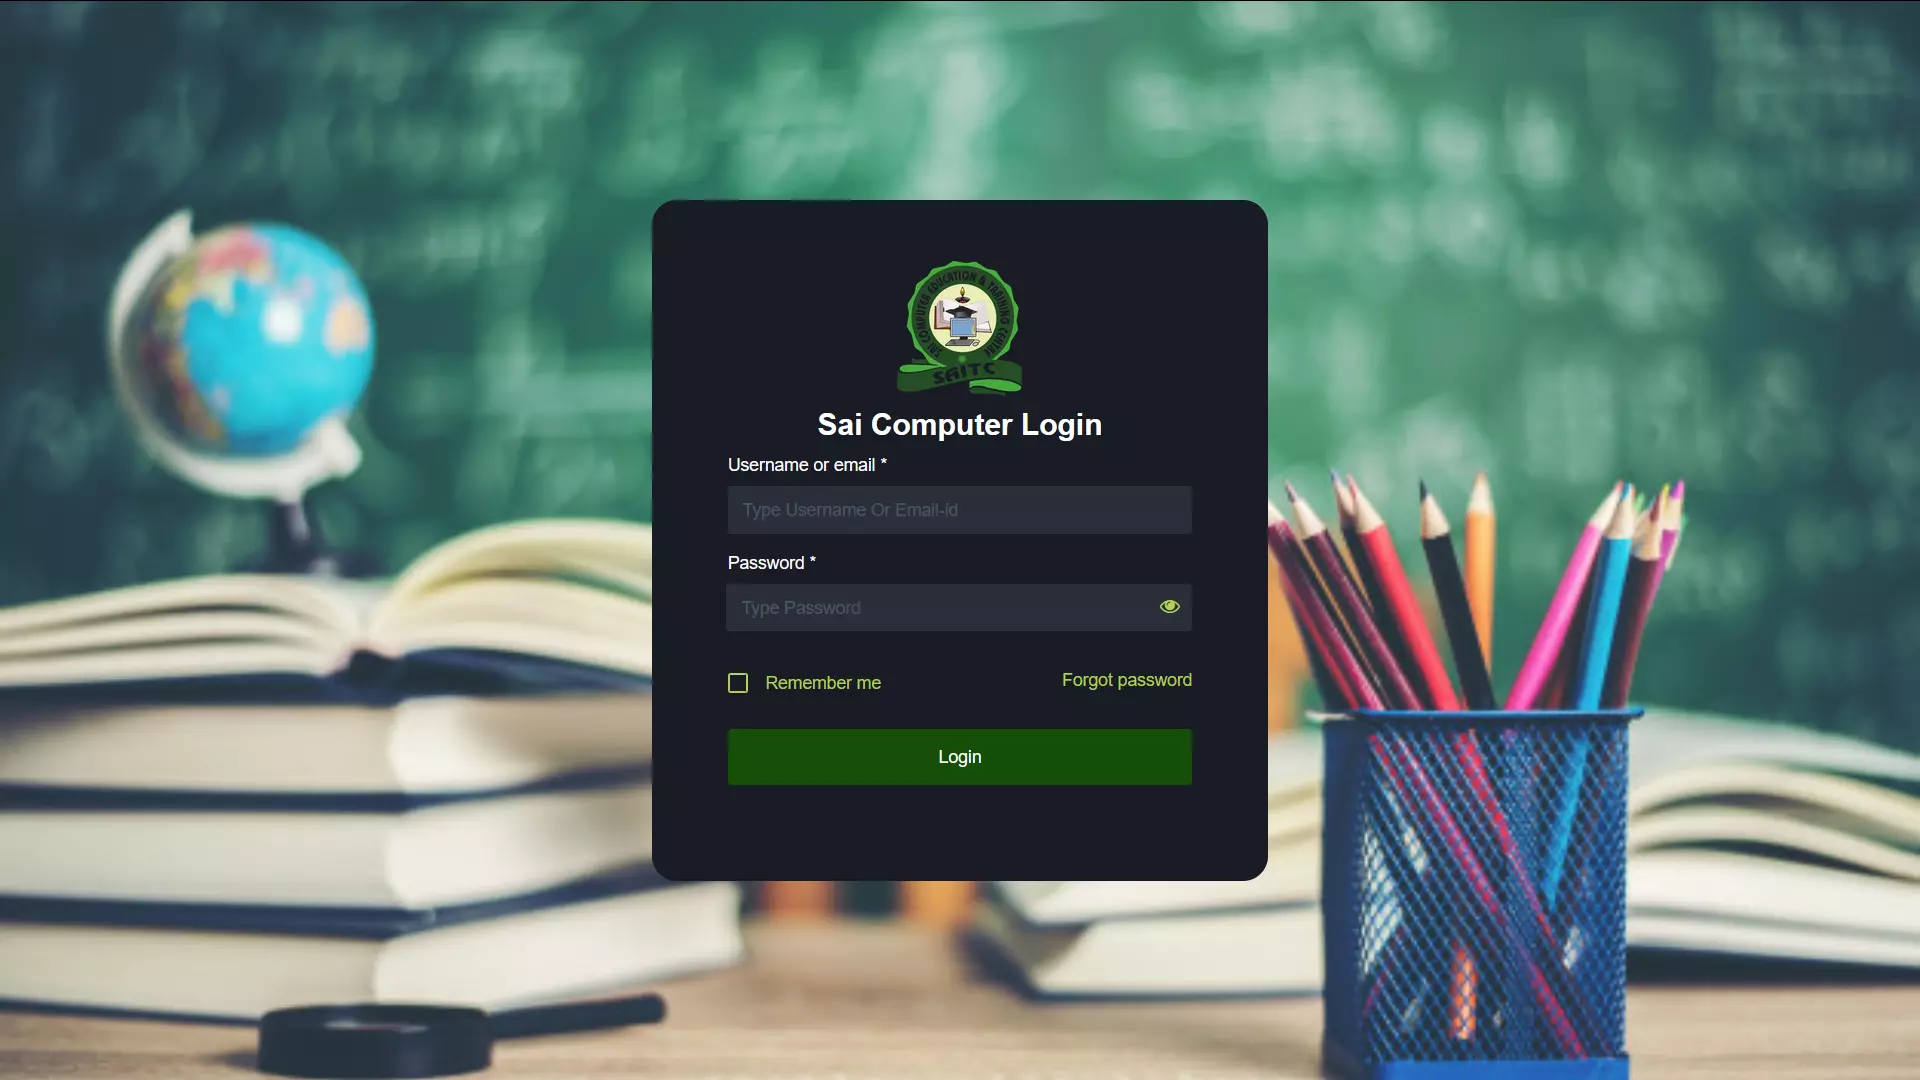 SAI COMPUTER EDUCATION & TRAINING CENTRE
SAITC
Sai Computer Login
Username or email *
Type Username Or Email-id
Password *
Type Password
Remember me
Forgot password
Login